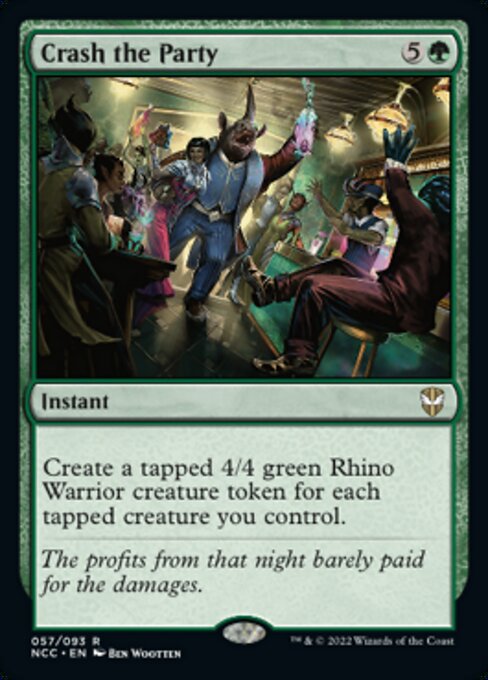 Crash the Party 5
Instant
Create a tapped 4/4 green Rhino
Warrior creature token for each
tapped creature you control.
The profits from that night barely paid
for the damages.
057/093 R
NCC • EN Ben Wootten
™ & © 2022 Wizards of the Coast